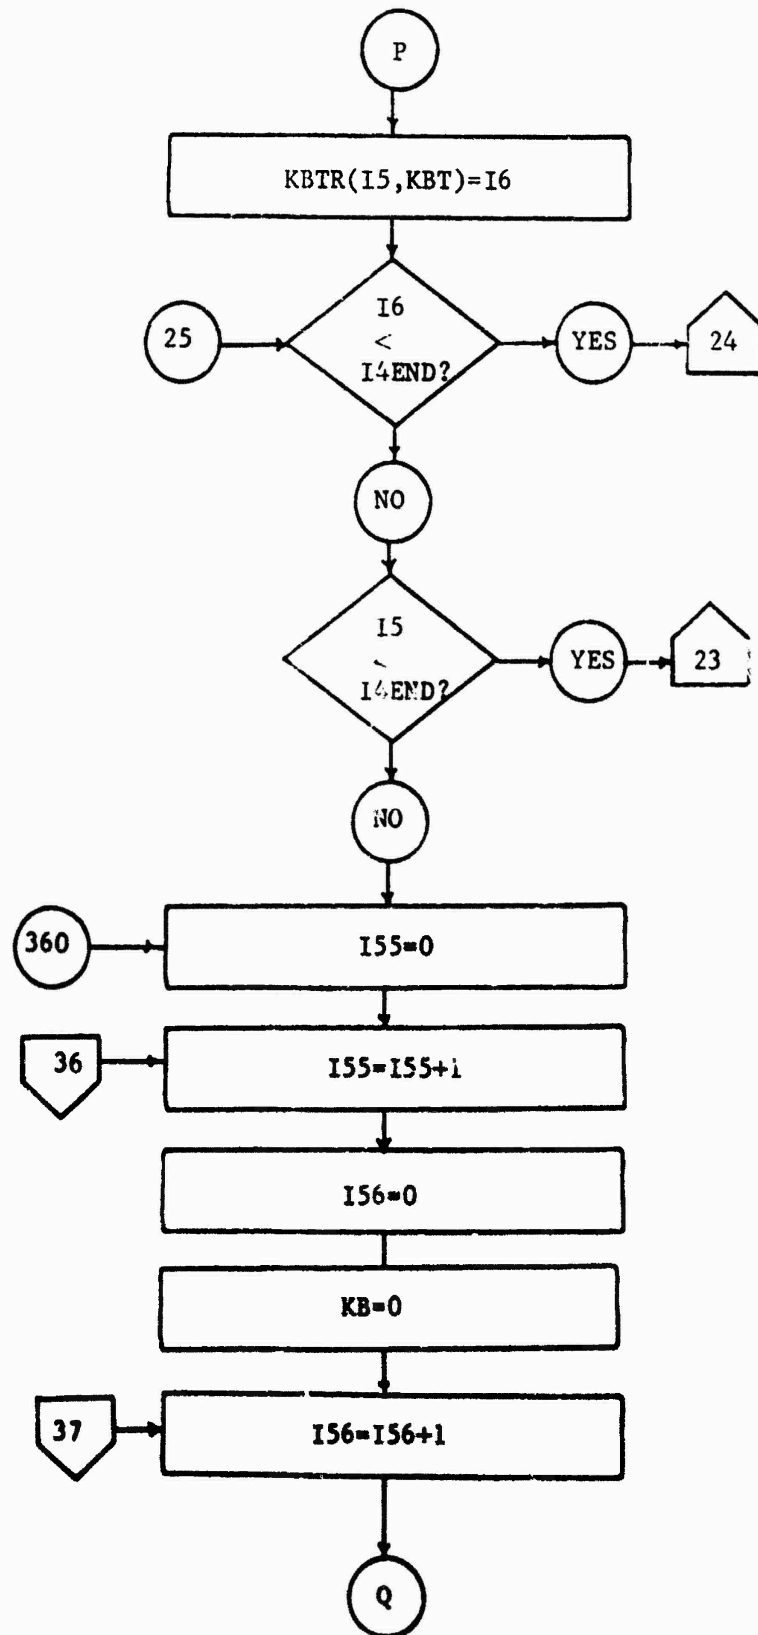 P
KBTR(I5,KBT)=I6
25
I6
<
I4END?
YES
24
NO
I5
I4END?
YES
23
NO
360
I55=0
36
I55=I55+1
I56=0
KB=0
37
I56=I56+1
Q